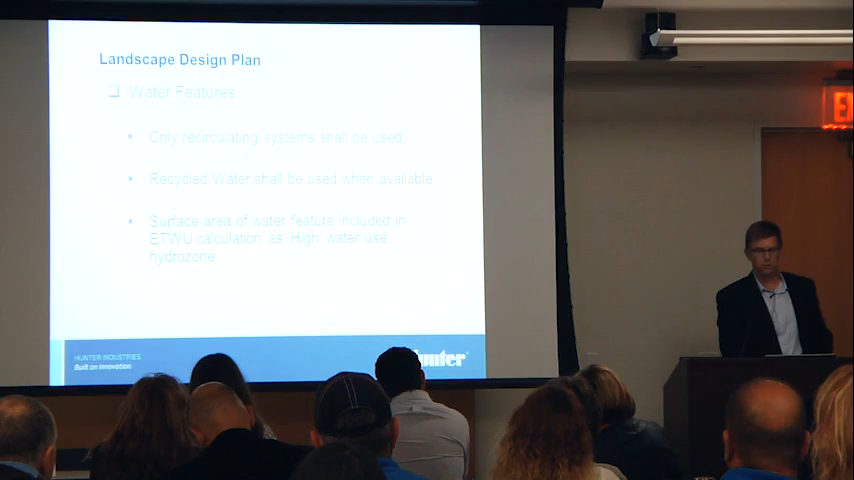 Landscape Design Plan
Water Features
Only recirculating systems shall be used
Recycled Water shall be used when available
Surface area of water feature included in
ETWU calculation as 'High' water use
hydrozone
HUNTER INDUSTRIES
Built on Innovation
Hunter